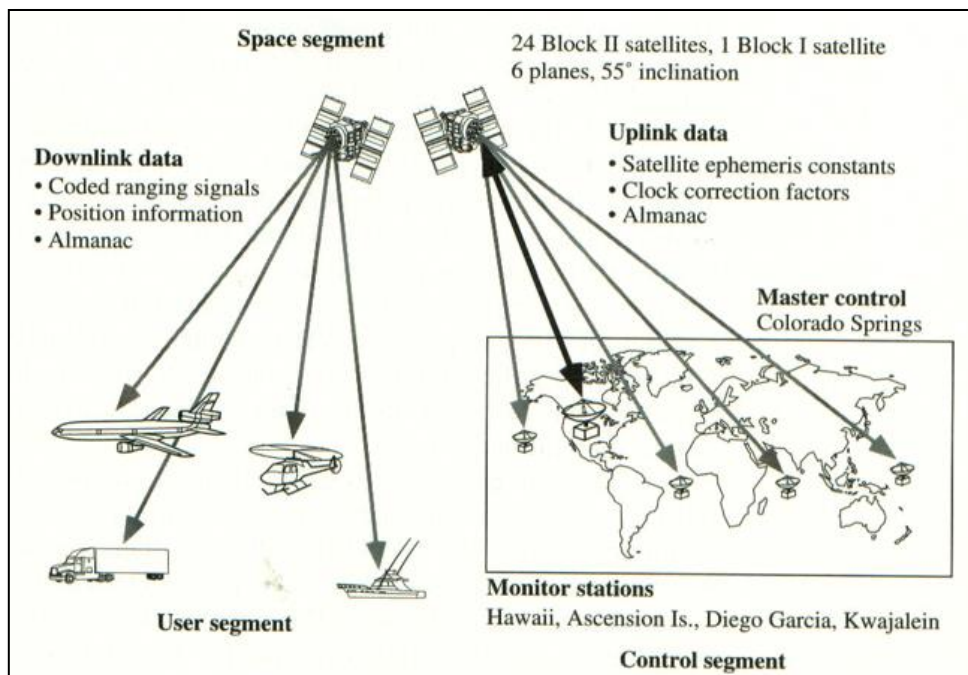 Space segment
24 Block II satellites, 1 Block I satellite
6 planes, 55° inclination
Downlink data
• Coded ranging signals
• Position information
• Almanac
Uplink data
• Satellite ephemeris constants
• Clock correction factors
• Almanac
Master control
Colorado Springs
Monitor stations
Hawaii, Ascension Is., Diego Garcia, Kwajalein
User segment
Control segment